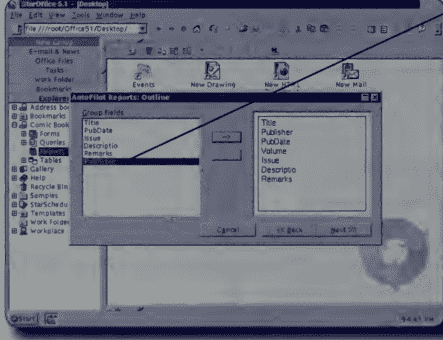 StarOffice 5.1 - [Desktop]
File Edit View Tools Window Help
file:///root/Office51/Desktop/
New Group
E-mail & News
Office Files
Tasks
Work Folder
Bookmarks
Explorer
Address Boo
Bookmarks
Comic Book
Forms
Queries
Reports
Tables
Gallery
Help
Recycle Bin
Samples
StarSchedu
Templates
Work Folder
Workplace
Events
New Drawing
New HTML
New Mail
AutoPilot Reports: Outline
Group fields
Title
PubDate
Issue
Descriptio
Remarks
Publisher
Title
Publisher
PubDate
Volume
Issue
Descriptio
Remarks
Cancel
<< Back
Next >>
Start